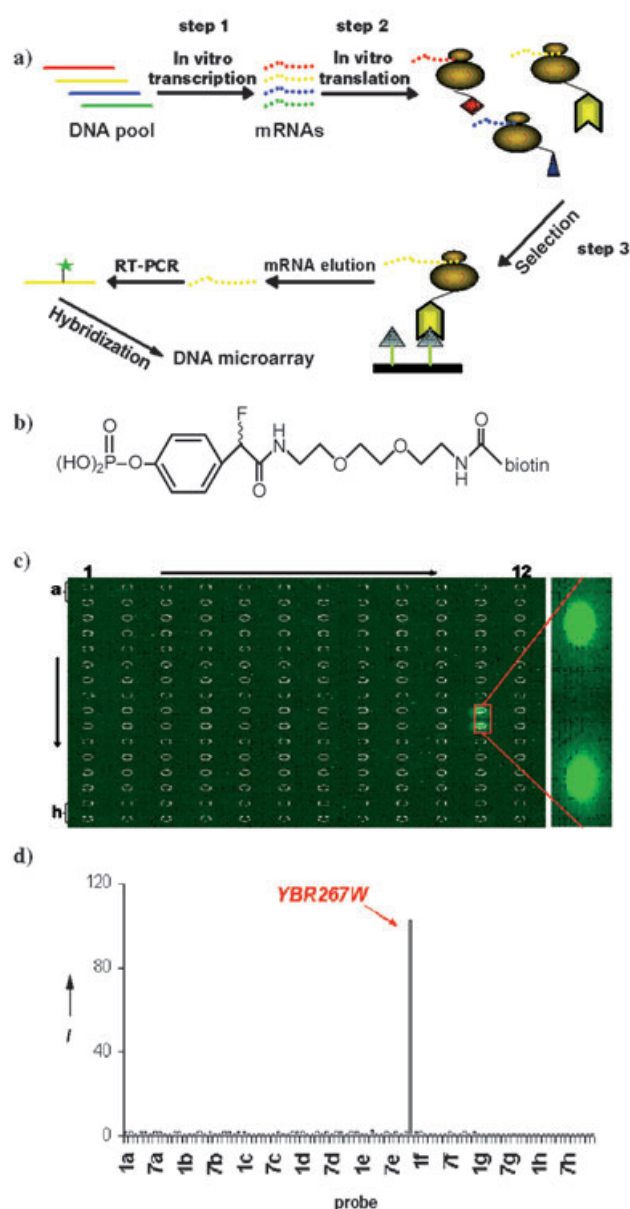 a)
step 1
step 2
In vitro
transcription
In vitro
translation
DNA pool
mRNAs
Selection
step 3
RT-PCR
mRNA elution
Hybridization
DNA microarray
b)
O
(HO)2P
O
F
O
H
N
O
O
N
H
O
biotin
c)
1
12
a
h
d)
120
YBR267W
80
I
40
0
1a
7a
1b
7b
1c
7c
1d
7d
1e
7e
1f
7f
1g
7g
1h
7h
probe